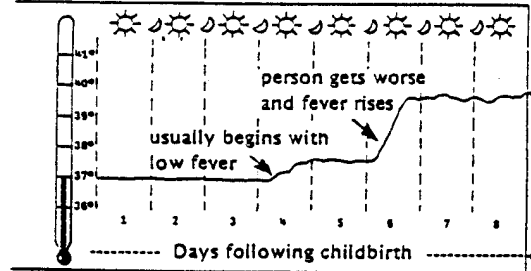 41°
40°
person gets worse
and fever rises
39°
usually begins with
low fever
38°
37°
36°
1 2 3 4 5 6 7 8
Days following childbirth